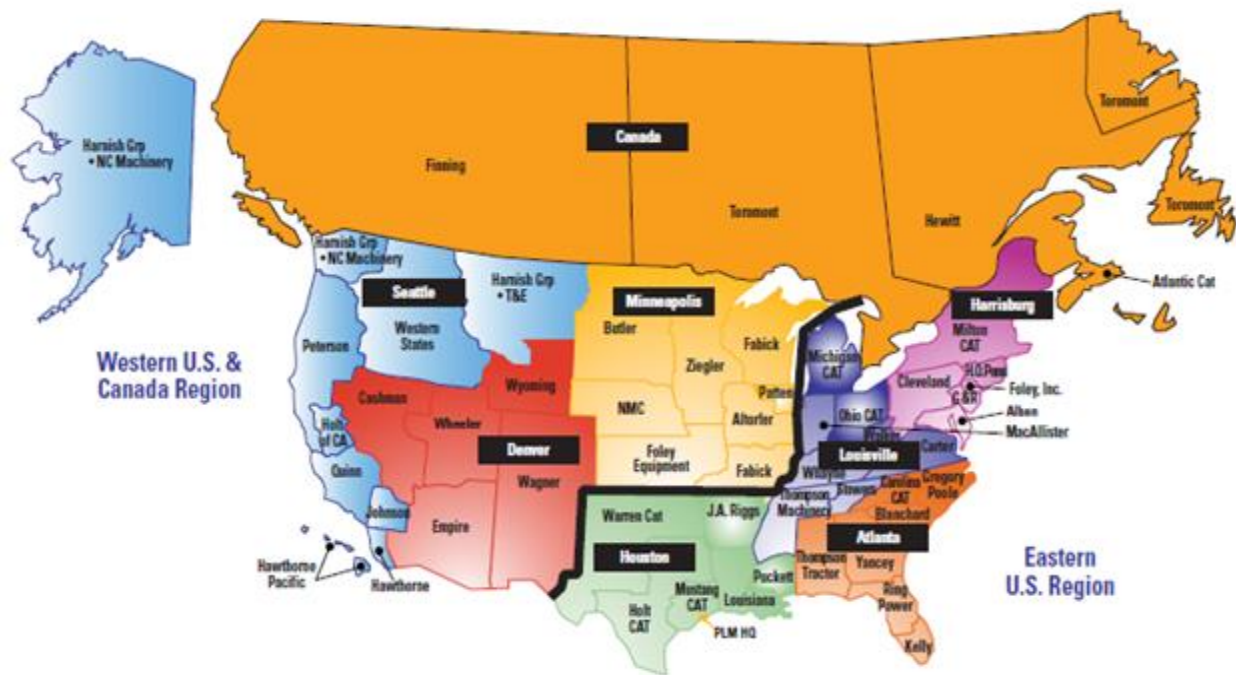 Toromont
Canada
Harnish Grp
• NC Machinery
Finning
Toromont
Hewitt
Toromont
Harnish Grp
• NC Machinery
Harnish Grp
• T&E
Atlantic Cat
Seattle
Minneapolis
Harrisburg
Butler
Western
States
Milton
CAT
Peterson
Fabick
Michigan
CAT
Western U.S. &
Canada Region
Ziegler
Wyoming
Cleveland
H.O. Penn
Foley, Inc.
Cashman
Patten
G & R
NMC
Altorfer
Ohio CAT
Alban
Wheeler
Holt
of CA
MacAllister
Carter
Denver
Foley
Equipment
Louisville
Quinn
Fabick
Whayne
Wagner
Carolina
CAT
Gregory
Poole
Thompson
Machinery
Bowers
Johnson
J.A. Riggs
Warren Cat
Blanchard
Empire
Atlanta
Houston
Hawthorne
Pacific
Hawthorne
Thompson
Tractor
Yancey
Eastern
U.S. Region
Puckett
Mustang
CAT
Louisiana
Ring
Power
Holt
CAT
PLM HQ
Kelly